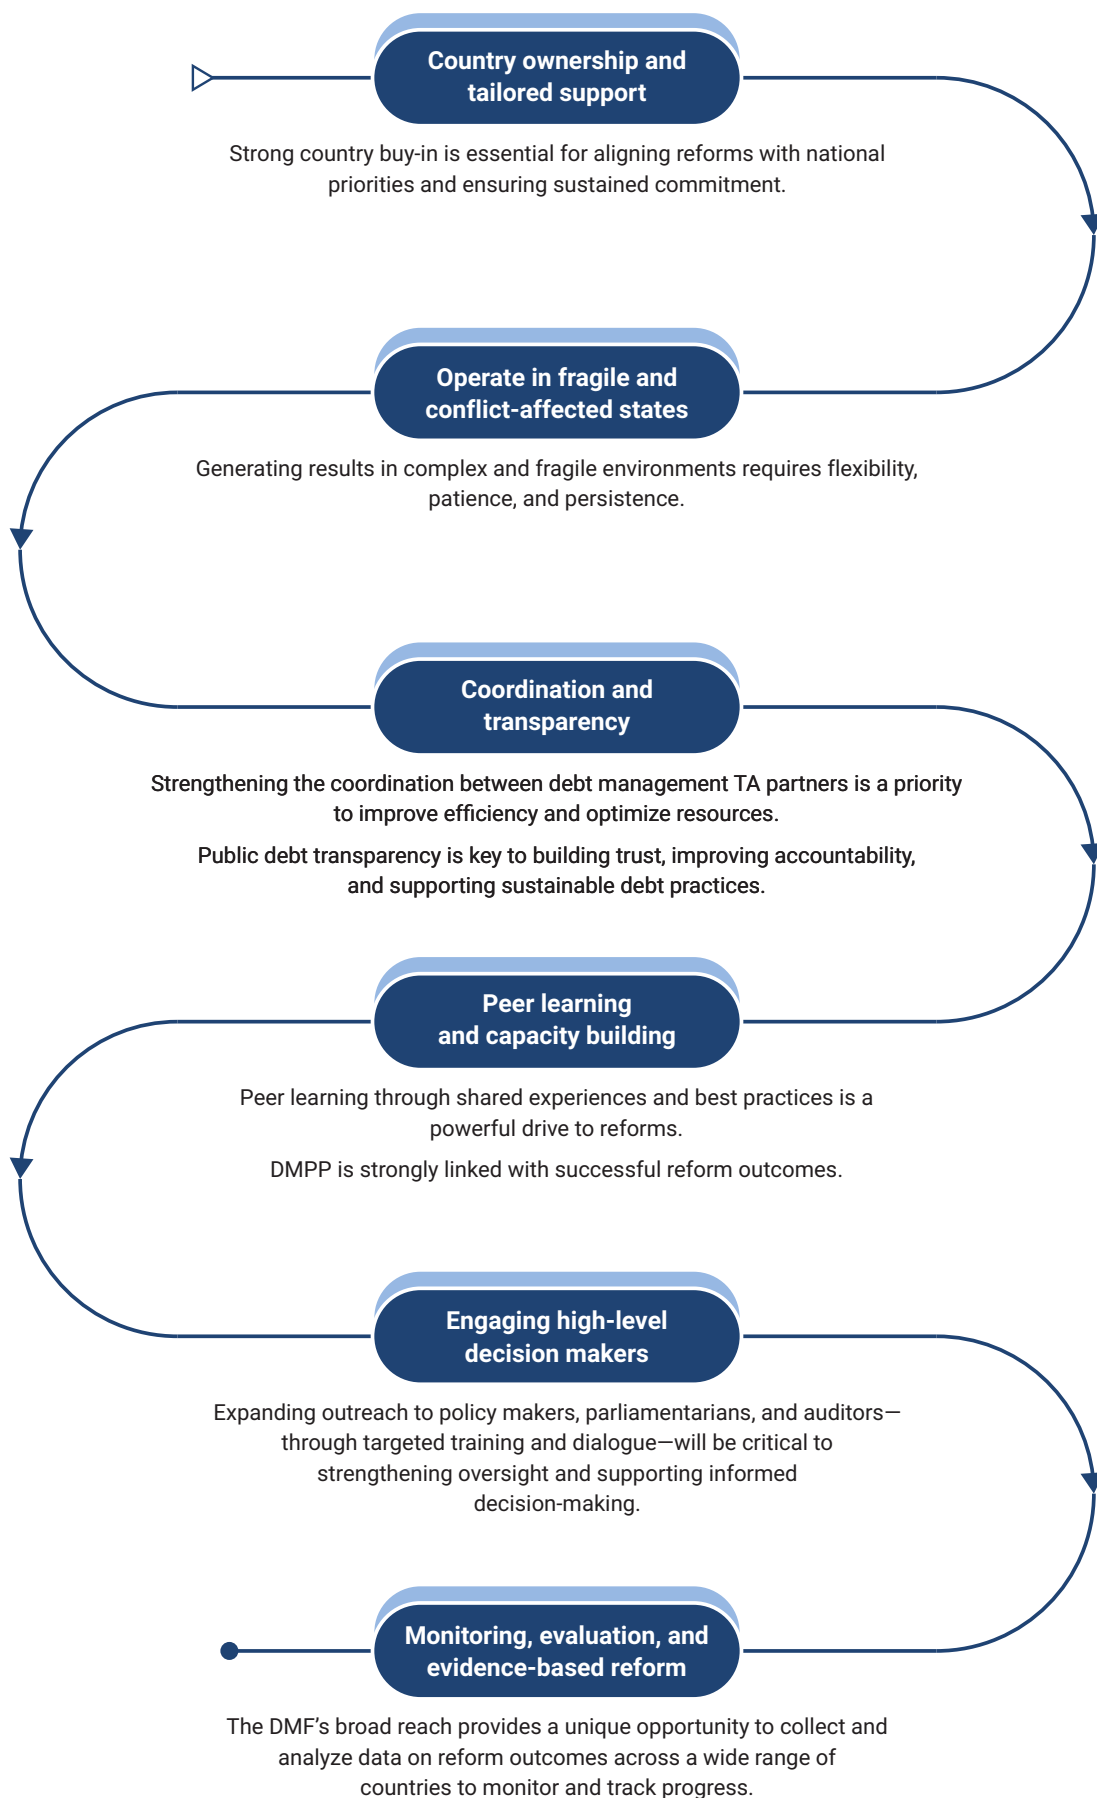 Country ownership and
tailored support
Strong country buy-in is essential for aligning reforms with national
priorities and ensuring sustained commitment.
Operate in fragile and
conflict-affected states
Generating results in complex and fragile environments requires flexibility,
patience, and persistence.
Coordination and
transparency
Strengthening the coordination between debt management TA partners is a priority
to improve efficiency and optimize resources.
Public debt transparency is key to building trust, improving accountability,
and supporting sustainable debt practices.
Peer learning
and capacity building
Peer learning through shared experiences and best practices is a
powerful drive to reforms.
DMPP is strongly linked with successful reform outcomes.
Engaging high-level
decision makers
Expanding outreach to policy makers, parliamentarians, and auditors—
through targeted training and dialogue—will be critical to
strengthening oversight and supporting informed
decision-making.
Monitoring, evaluation, and
evidence-based reform
The DMF’s broad reach provides a unique opportunity to collect and
analyze data on reform outcomes across a wide range of
countries to monitor and track progress.